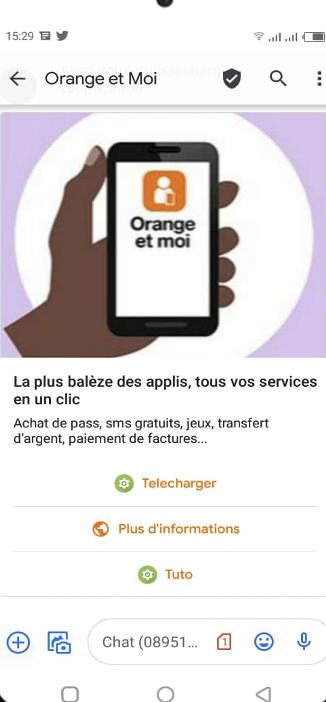 15:29
Orange et Moi
Orange
et moi
La plus balèze des applis, tous vos services
en un clic
Achat de pass, sms gratuits, jeux, transfert
d'argent, paiement de factures...
Telecharger
Plus d'informations
Tuto
Chat (08951...
1